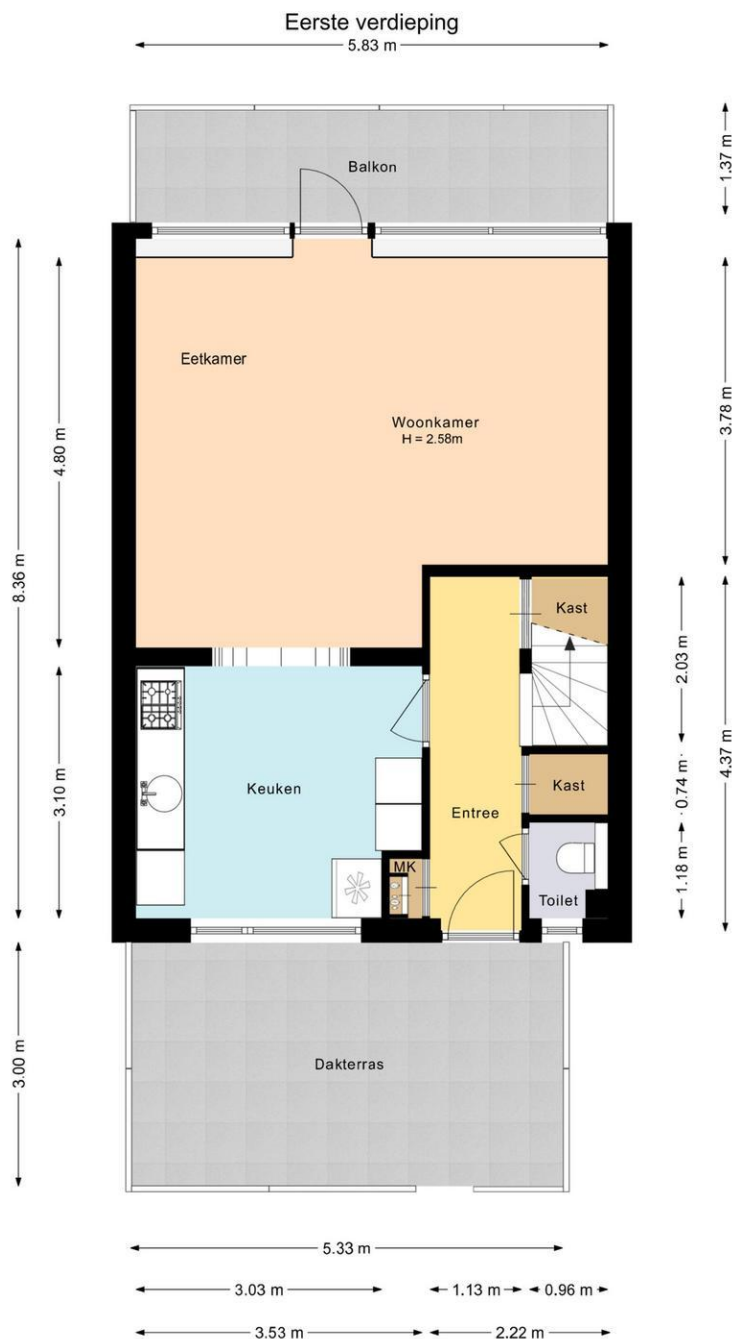 Eerste verdieping
5.83 m
1.37 m
Balkon
Eetkamer
Woonkamer
H = 2.58m
3.78 m
4.80 m
8.36 m
Kast
2.03 m
4.37 m
Keuken
Kast
0.74 m
3.10 m
Entree
MK
1.18 m
Toilet
Dakterras
3.00 m
5.33 m
3.03 m
1.13 m
0.96 m
3.53 m
2.22 m